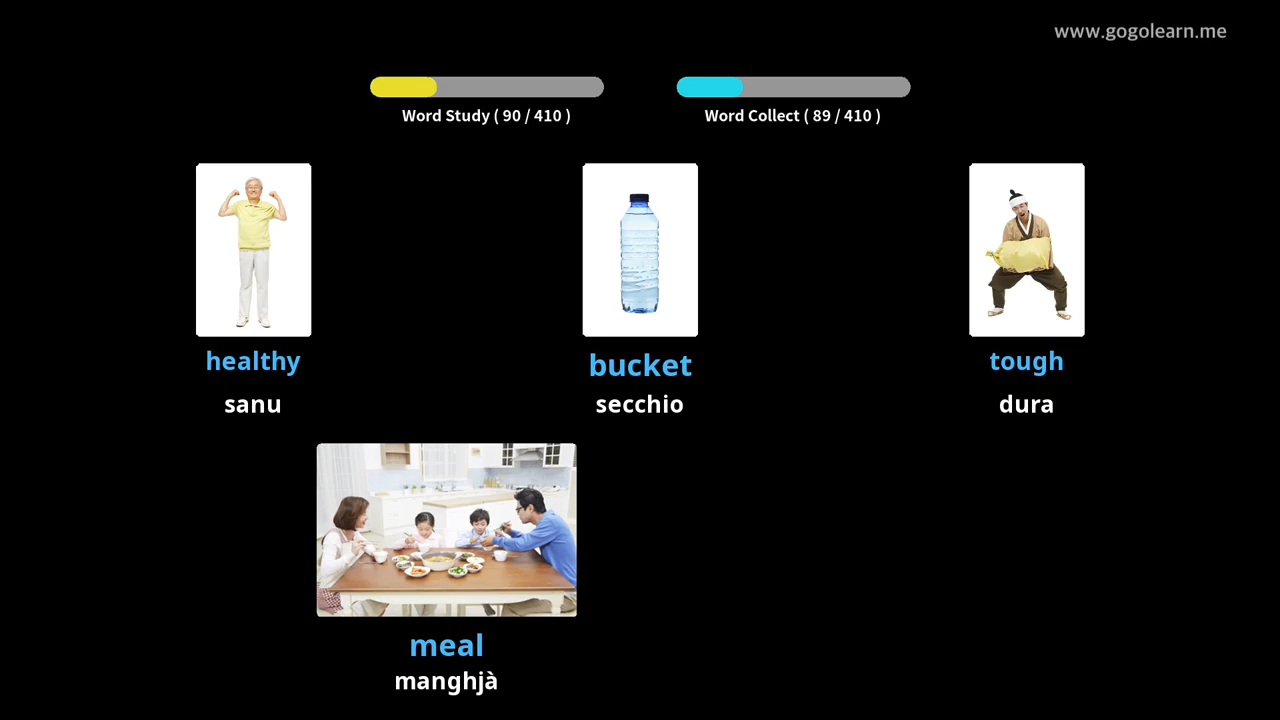 www.gogolearn.me
Word Study ( 90 / 410 )
Word Collect ( 89 / 410 )
healthy
sanu
bucket
secchio
tough
dura
meal
manghjà